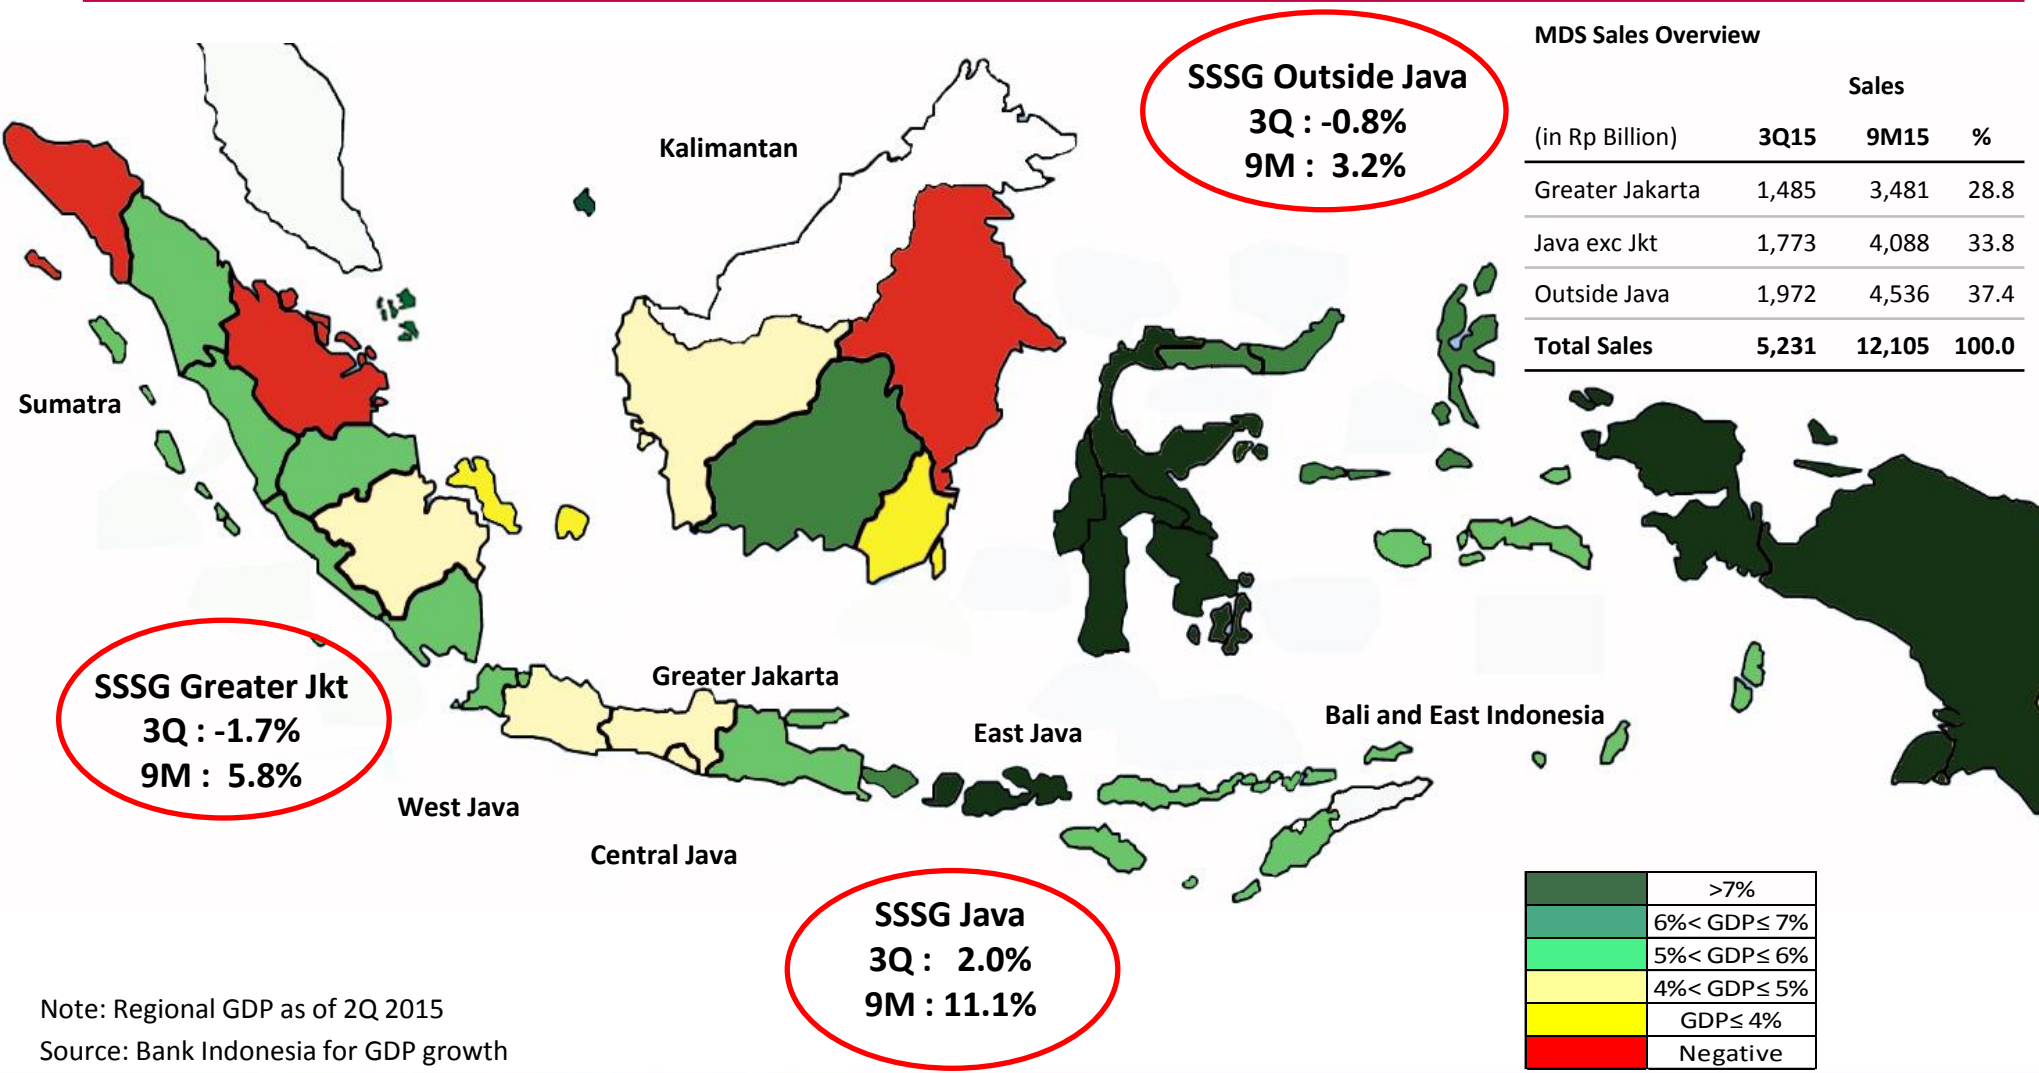 MDS Sales Overview
Sales
(in Rp Billion) 3Q15 9M15 %
Greater Jakarta 1,485 3,481 28.8
Java exc Jkt 1,773 4,088 33.8
Outside Java 1,972 4,536 37.4
Total Sales 5,231 12,105 100.0
SSSG Outside Java
3Q : -0.8%
9M : 3.2%
Kalimantan
Sumatra
SSSG Greater Jkt
3Q : -1.7%
9M : 5.8%
Greater Jakarta
East Java
Bali and East Indonesia
West Java
Central Java
SSSG Java
3Q : 2.0%
9M : 11.1%
>7%
6%< GDP≤ 7%
5%< GDP≤ 6%
4%< GDP≤ 5%
GDP≤ 4%
Negative
Note: Regional GDP as of 2Q 2015
Source: Bank Indonesia for GDP growth